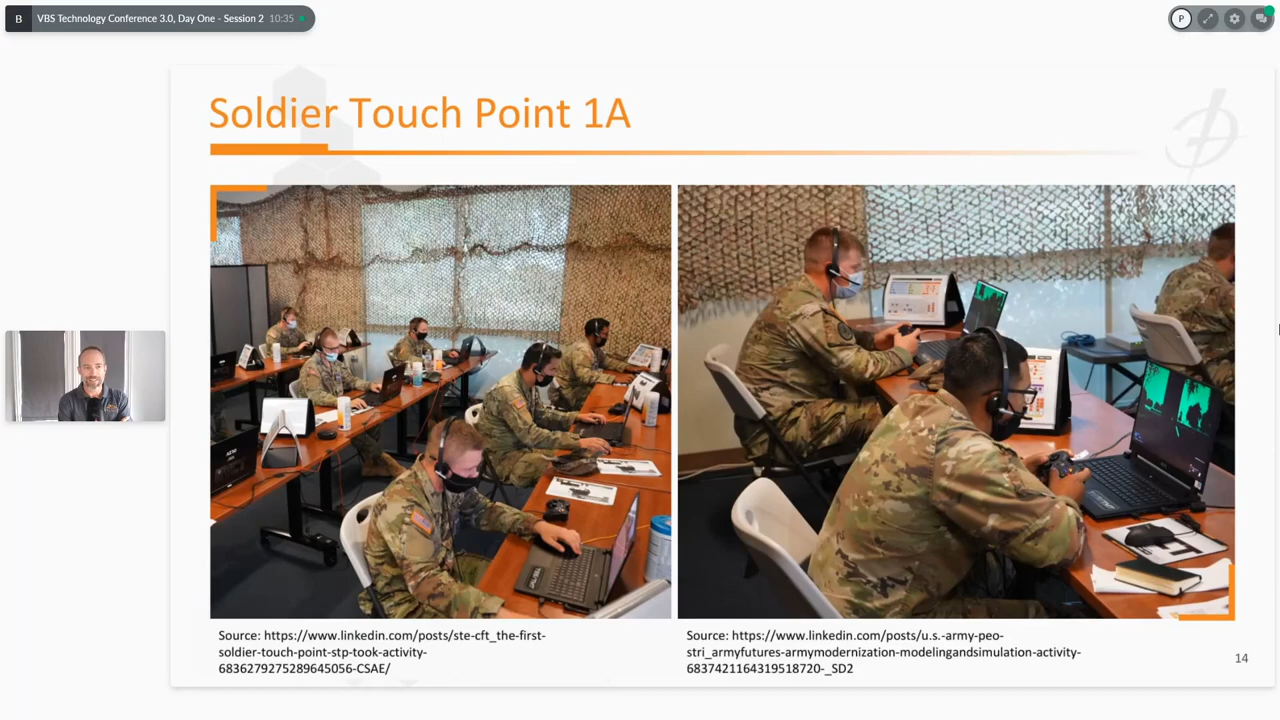 B VBS Technology Conference 3.0, Day One - Session 2 10:35
P
Soldier Touch Point 1A
Source: https://www.linkedin.com/posts/ste-cft_the-first-
soldier-touch-point-stp-took-activity-
6836279275289645056-CSAE/
Source: https://www.linkedin.com/posts/u.s.-army-peo-
stri_armyfutures-armymodernization-modelingandsimulation-activity-
6837421164319518720-_SD2
14